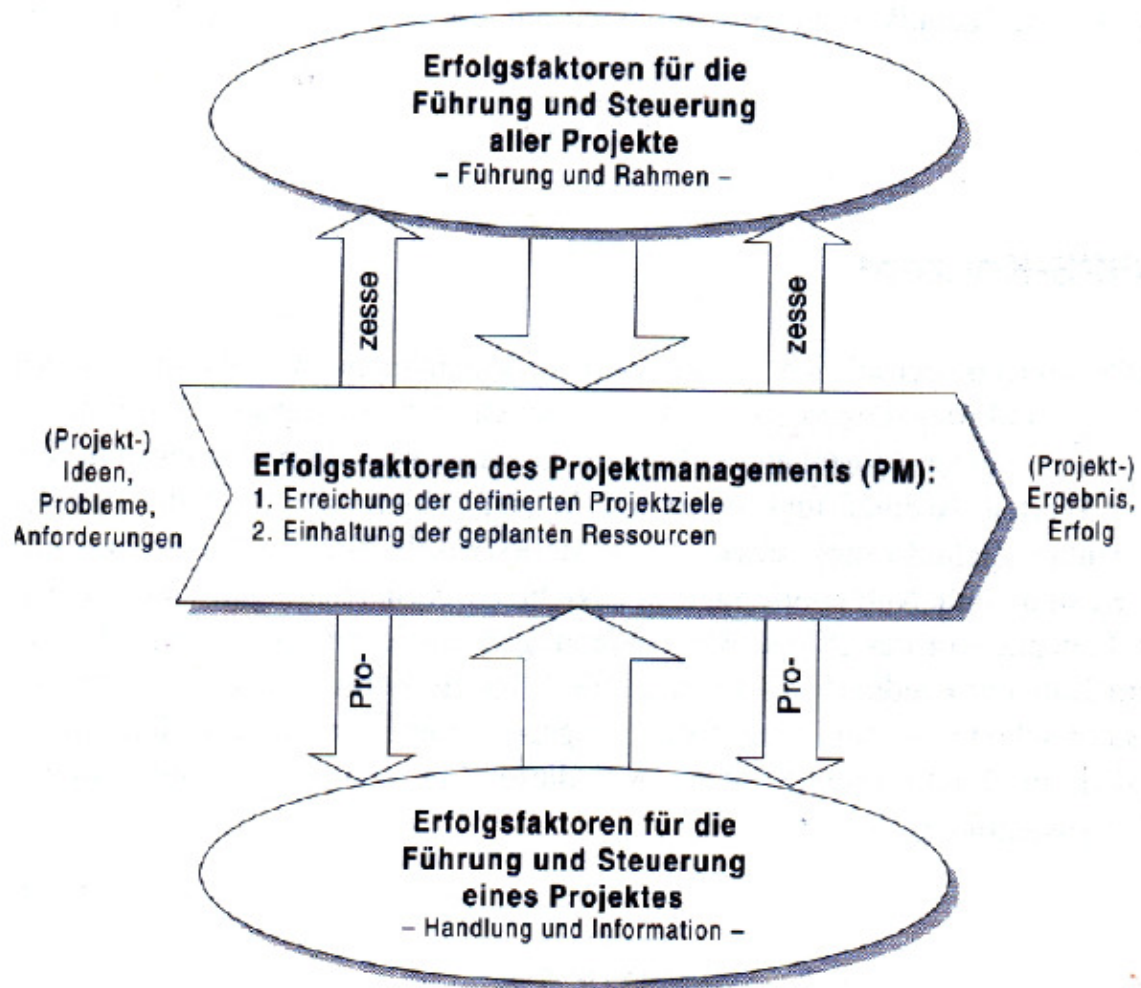 Erfolgsfaktoren für die
Führung und Steuerung
aller Projekte
– Führung und Rahmen –
zesse
zesse
(Projekt-)
Ideen,
Probleme,
Anforderungen
Erfolgsfaktoren des Projektmanagements (PM):
1. Erreichung der definierten Projektziele
2. Einhaltung der geplanten Ressourcen
(Projekt-)
Ergebnis,
Erfolg
Pro-
Pro-
Erfolgsfaktoren für die
Führung und Steuerung
eines Projektes
– Handlung und Information –